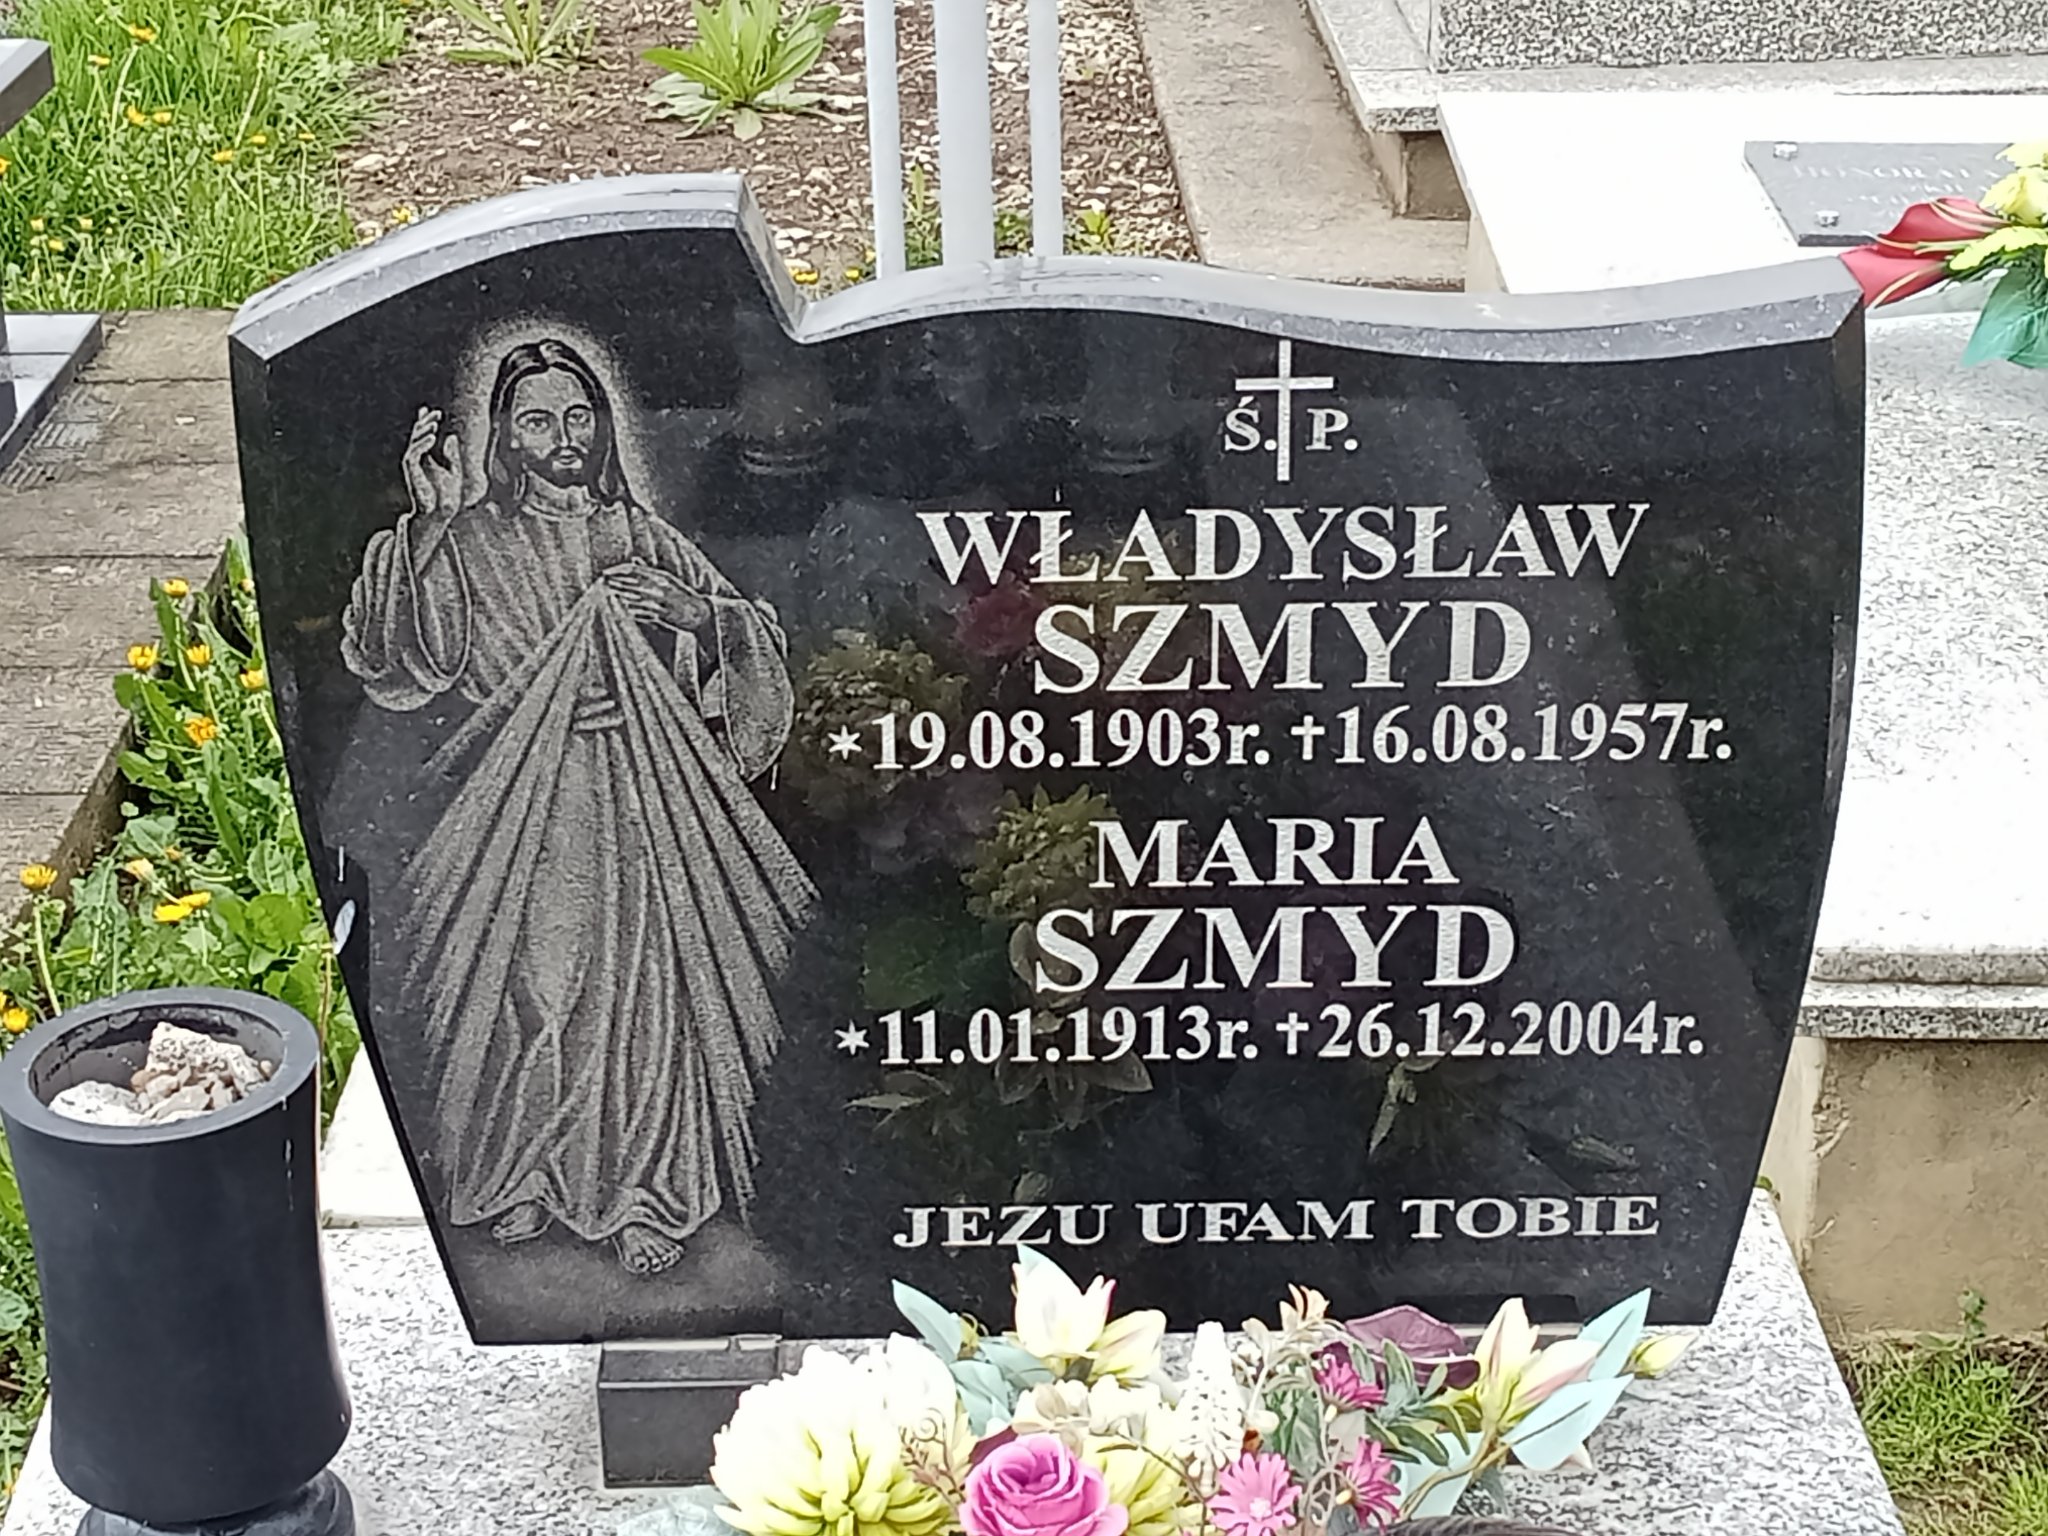 Ś. P.
WŁADYSŁAW
SZMYD
*19.08.1903r. †16.08.1957r.
MARIA
SZMYD
*11.01.1913r. †26.12.2004r.
JEZU UFAM TOBIE